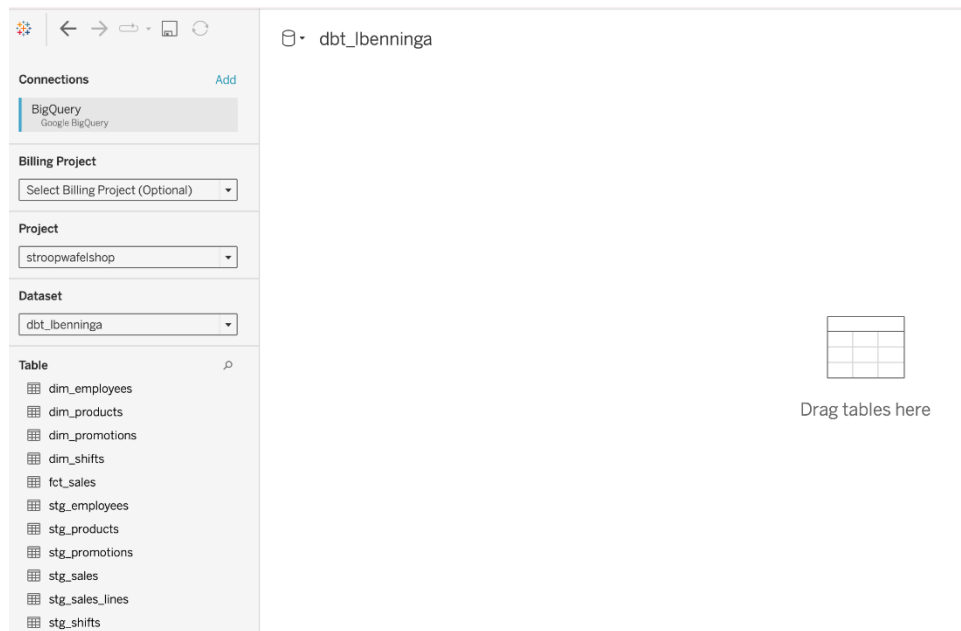 dbt_lbenninga
Connections Add
BigQuery
Google BigQuery
Billing Project
Select Billing Project (Optional)
Project
stroopwafelshop
Dataset
dbt_lbenninga
Table
dim_employees
dim_products
dim_promotions
dim_shifts
fct_sales
stg_employees
stg_products
stg_promotions
stg_sales
stg_sales_lines
stg_shifts
Drag tables here